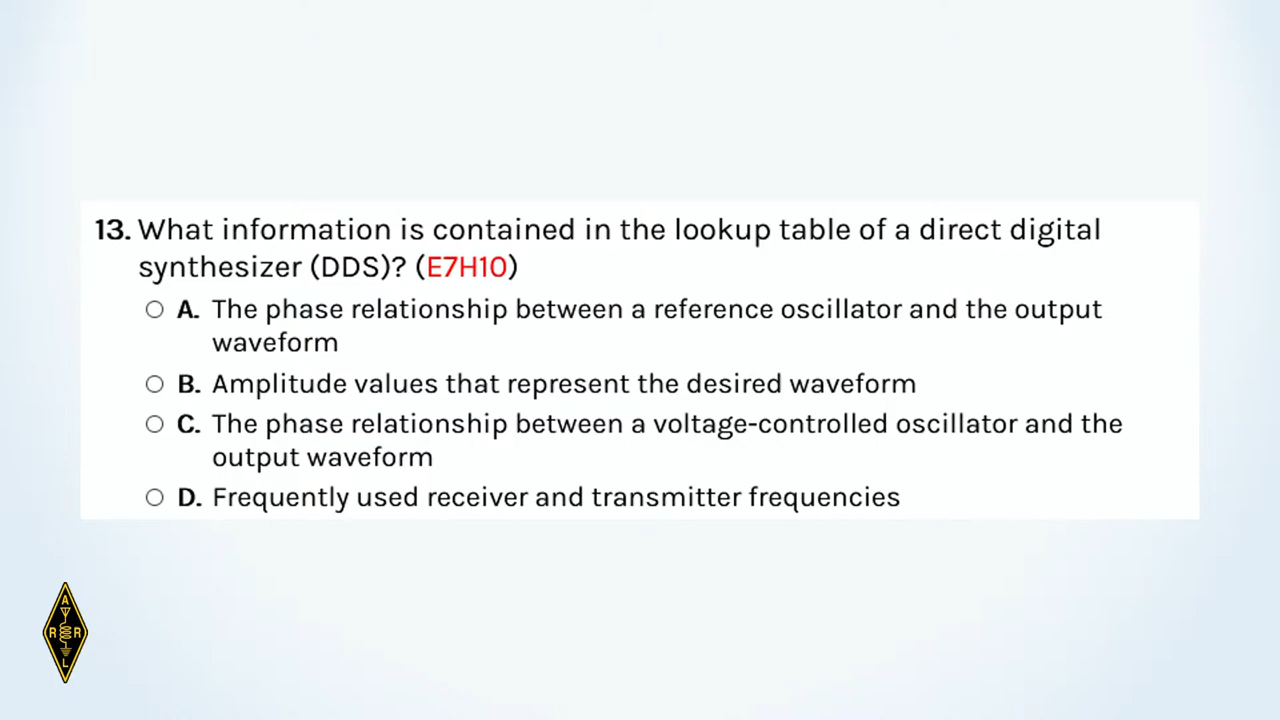 13. What information is contained in the lookup table of a direct digital
synthesizer (DDS)? (E7H10)
A. The phase relationship between a reference oscillator and the output
waveform
B. Amplitude values that represent the desired waveform
C. The phase relationship between a voltage-controlled oscillator and the
output waveform
D. Frequently used receiver and transmitter frequencies
A
R R
L